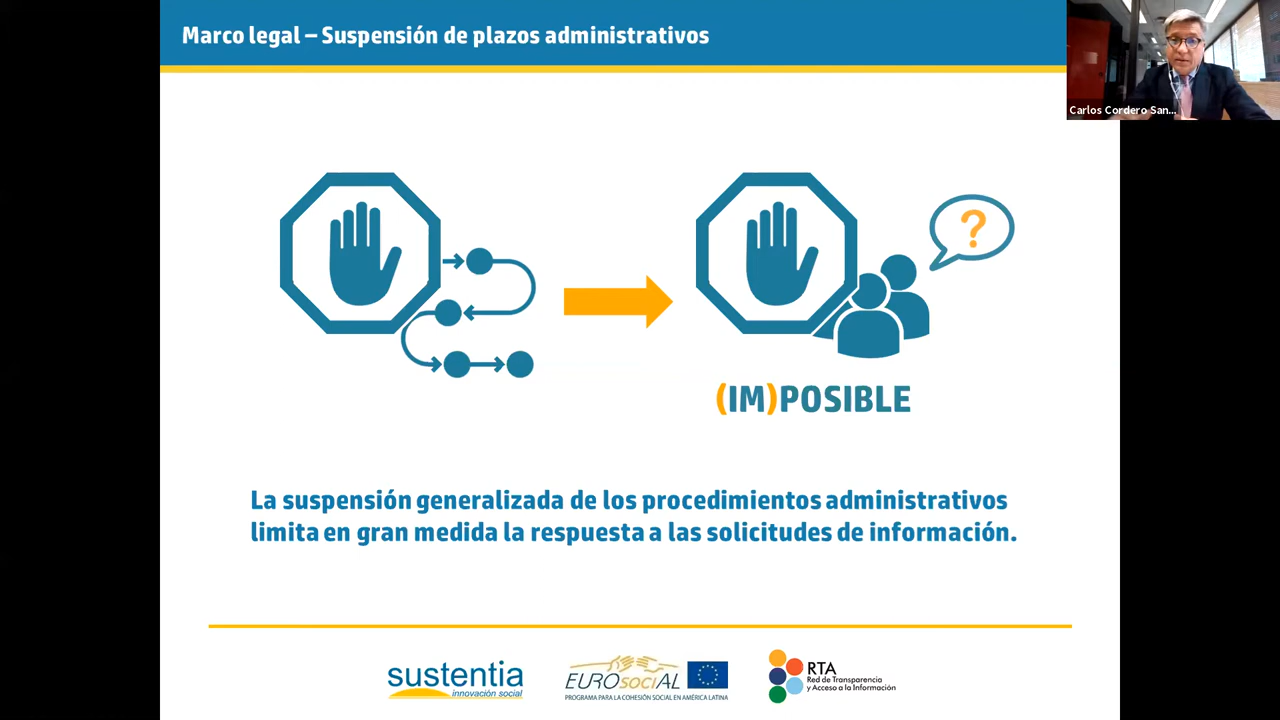 Marco legal – Suspensión de plazos administrativos
Carlos Cordero San...
?
(IM)POSIBLE
La suspensión generalizada de los procedimientos administrativos
limita en gran medida la respuesta a las solicitudes de información.
sustentia
innovación social
EUROsociAL
PROGRAMA PARA LA COHESIÓN SOCIAL EN AMÉRICA LATINA
RTA
Red de Transparencia
y Acceso a la Información